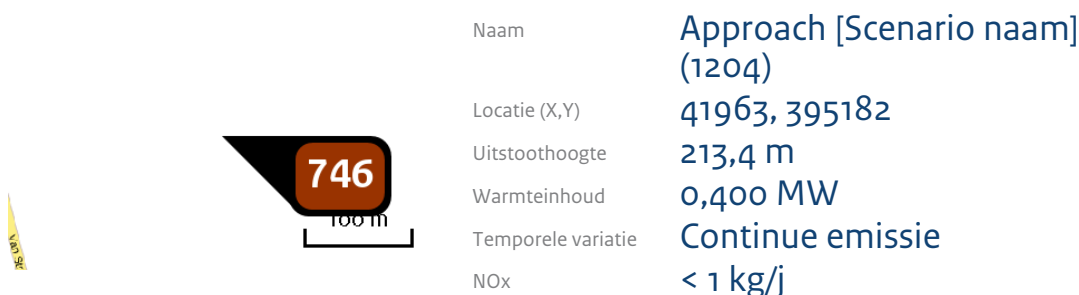 Naam Approach [Scenario naam]
(1204)
Locatie (X,Y) 41963, 395182
Uitstoothoogte 213,4 m
Warmteinhoud 0,400 MW
Temporele variatie Continue emissie
NOx < 1 kg/j
746
100 m